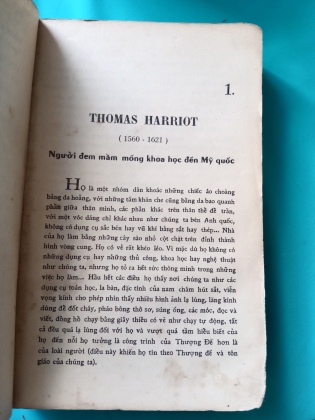 1.
THOMAS HARRIOT
( 1560 - 1621 )
Người đem mầm mống khoa học đến Mỹ quốc
Họ là một nhóm dân khoác những chiếc áo choàng
bằng da hoẵng, với những tấm khăn che cũng bằng da bao quanh
phần giữa thân mình, các phần khác trên thân thể để trần,
với một vóc dáng chỉ khác nhau như chúng ta bên Anh quốc,
không có dụng cụ sắc bén hay vũ khí bằng sắt hay thép... Nhà
của họ làm bằng những cây sào nhỏ cột chặt trên đỉnh thành
hình vòng cung. Họ có vẻ rất khéo léo. Vì mặc dù họ không có
những dụng cụ hay những thủ công, khoa học hay nghệ thuật
như chúng ta, nhưng họ tỏ ra hết sức thông minh trong những
việc họ làm... Hầu hết các điều họ thấy nơi chúng ta như các
dụng cụ toán học, la bàn, đặc tính của nam châm hút sắt, viễn
vọng kính cho phép nhìn thấy nhiều hình ảnh lạ lùng, lăng kính
dùng để đốt cháy, pháo bông thô sơ, súng ống, các móc, đọc và
viết, đồng hồ chạy bằng giây thiều có vẻ như chạy tự động, tất
cả đều quá lạ lùng đối với họ và vượt quá tầm hiểu biết của
họ đến nỗi họ tưởng là công trình của Thượng Đế hơn là
của loài người (điều này khiến họ tin theo Thượng đế và tôn
giáo của chúng ta).